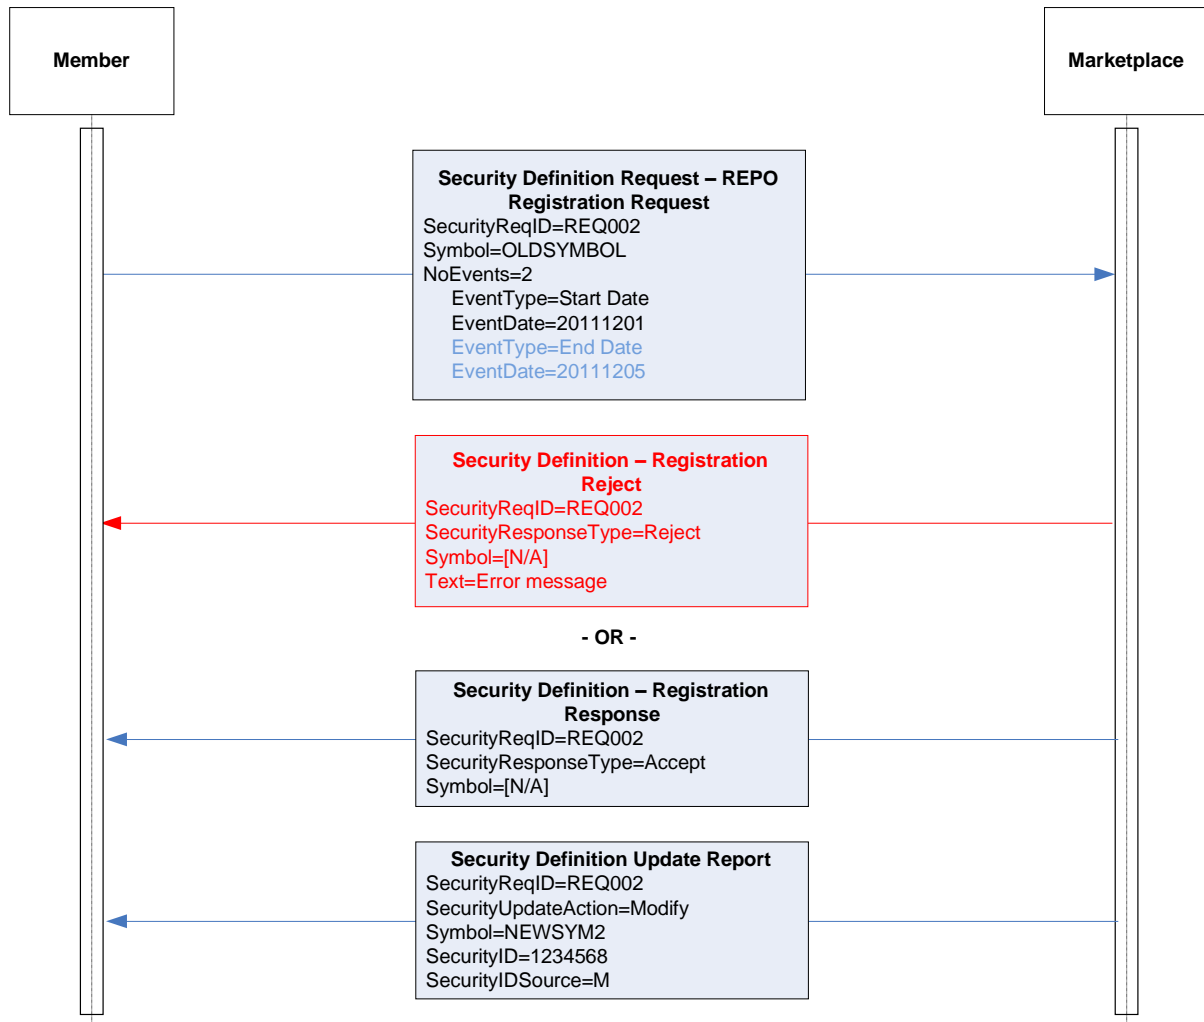 Member
Marketplace
Security Definition Request – REPO
Registration Request
SecurityReqID=REQ002
Symbol=OLDSYMBOL
NoEvents=2
EventType=Start Date
EventDate=20111201
EventType=End Date
EventDate=20111205
Security Definition – Registration
Reject
SecurityReqID=REQ002
SecurityResponseType=Reject
Symbol=[N/A]
Text=Error message
- OR -
Security Definition – Registration
Response
SecurityReqID=REQ002
SecurityResponseType=Accept
Symbol=[N/A]
Security Definition Update Report
SecurityReqID=REQ002
SecurityUpdateAction=Modify
Symbol=NEWSYM2
SecurityID=1234568
SecurityIDSource=M